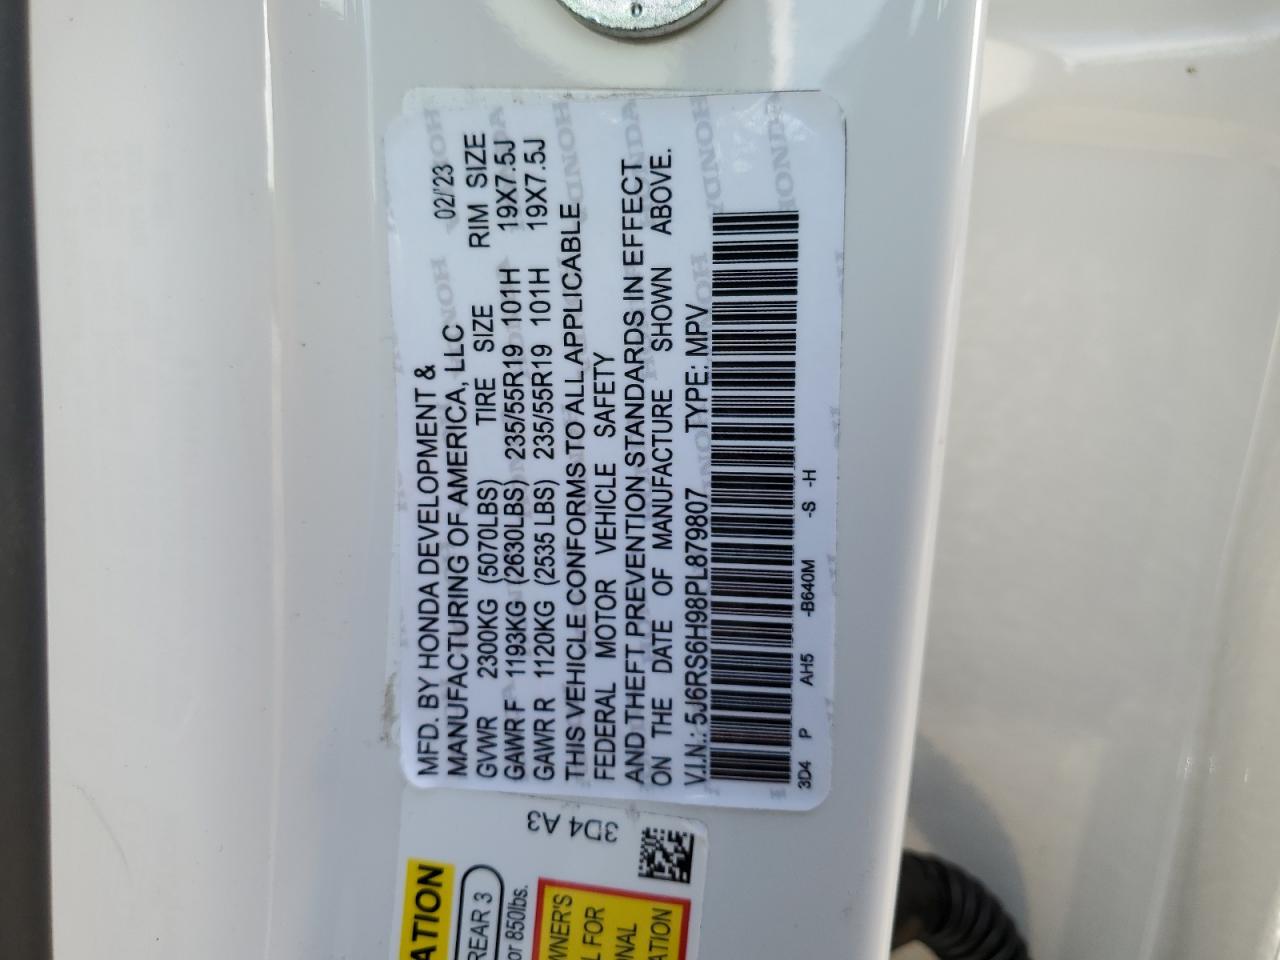 MFD. BY HONDA DEVELOPMENT &
MANUFACTURING OF AMERICA, LLC 02/'23
GVWR 2300KG (5070LBS) TIRE SIZE RIM SIZE
GAWR F 1193KG (2630LBS) 235/55R19 101H 19X7.5J
GAWR R 1120KG (2535 LBS) 235/55R19 101H 19X7.5J
THIS VEHICLE CONFORMS TO ALL APPLICABLE
FEDERAL MOTOR VEHICLE SAFETY
AND THEFT PREVENTION STANDARDS IN EFFECT
ON THE DATE OF MANUFACTURE SHOWN ABOVE.
V.I.N.: 5J6RS6H98PL879807 TYPE: MPV
3D4 P AH5 -B640M -S -H
3D4 A3
ATION
REAR 3
or 850lbs.
WNER'S
L FOR
ONAL
ATION